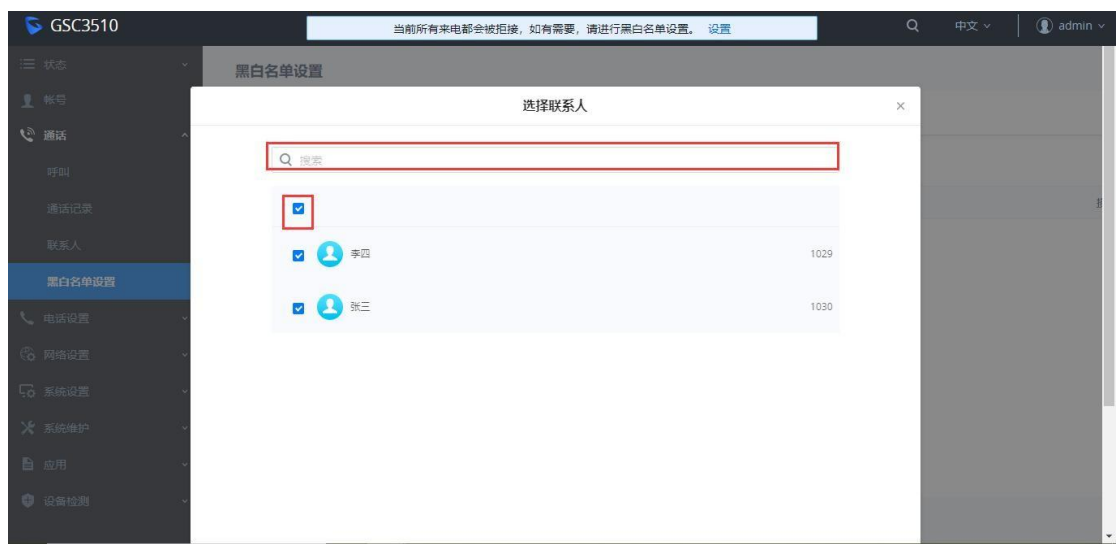 GSC3510
当前所有来电都会被拒接，如有需要，请进行黑白名单设置。 设置
中文
admin
状态
帐号
通话
呼叫
通话记录
联系人
黑白名单设置
电话设置
网络设置
系统设置
系统维护
应用
设备检测
黑白名单设置
选择联系人
搜索
李四 1029
张三 1030